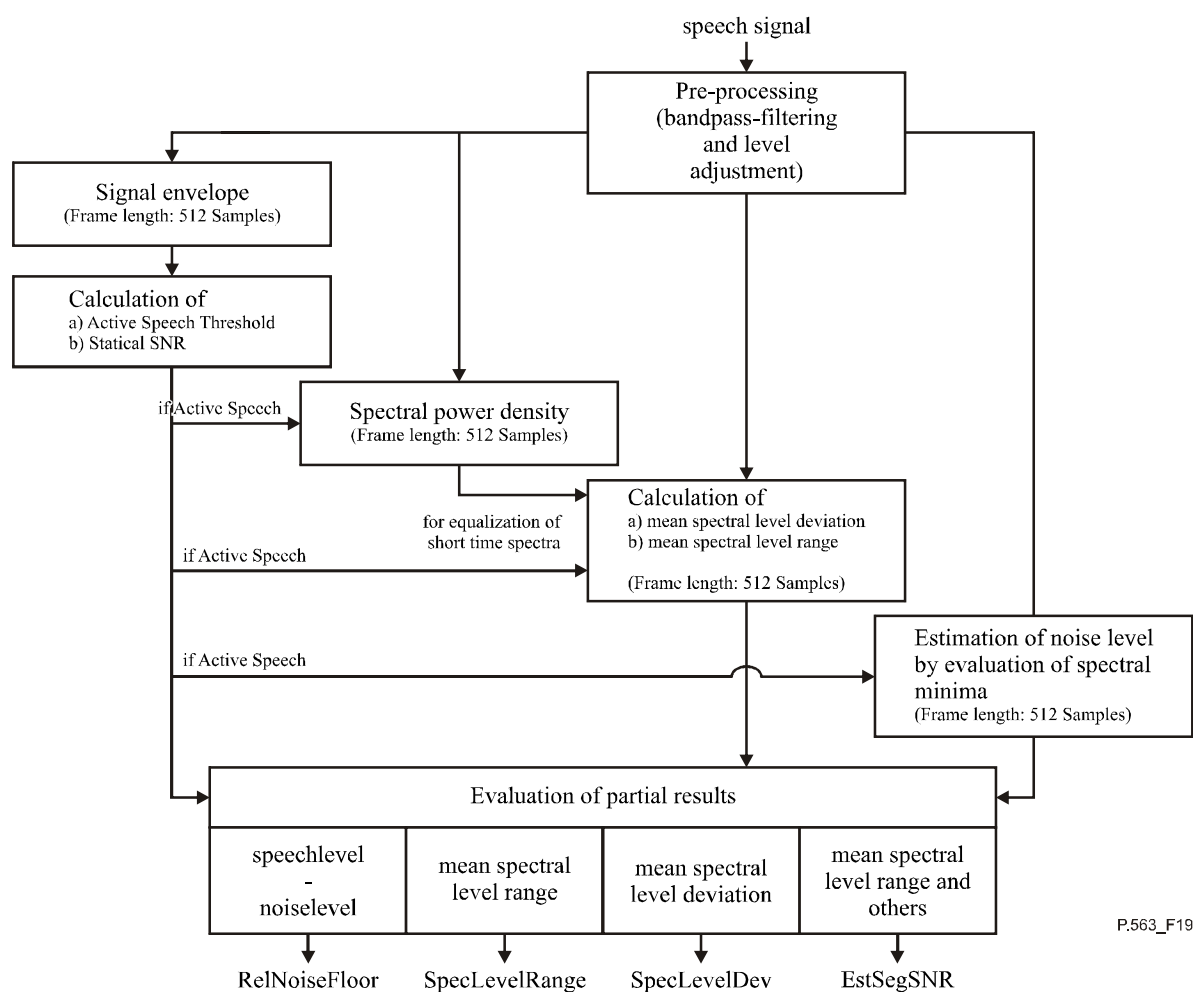 speech signal
Pre-processing
(bandpass-filtering
and level
adjustment)
Signal envelope
(Frame length: 512 Samples)
Calculation of
a) Active Speech Threshold
b) Statical SNR
if Active Speech
Spectral power density
(Frame length: 512 Samples)
for equalization of
short time spectra
Calculation of
a) mean spectral level deviation
b) mean spectral level range
(Frame length: 512 Samples)
if Active Speech
if Active Speech
Estimation of noise level
by evaluation of spectral
minima
(Frame length: 512 Samples)
Evaluation of partial results
speechlevel
-
noiselevel
mean spectral
level range
mean spectral
level deviation
mean spectral
level range and
others
P.563_F19
RelNoiseFloor
SpecLevelRange
SpecLevelDev
EstSegSNR